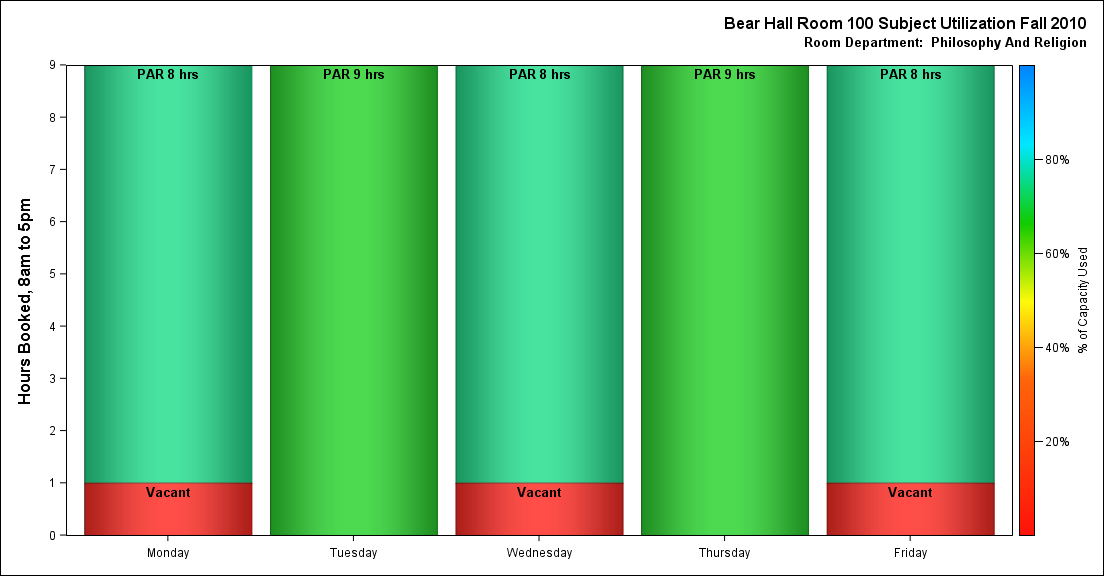 Bear Hall Room 100 Subject Utilization Fall 2010
Room Department:  Philosophy And Religion
Hours Booked, 8am to 5pm
9
8
7
6
5
4
3
2
1
0
PAR 8 hrs
PAR 9 hrs
PAR 8 hrs
PAR 9 hrs
PAR 8 hrs
Vacant
Vacant
Vacant
Monday
Tuesday
Wednesday
Thursday
Friday
80%
60%
40%
20%
% of Capacity Used